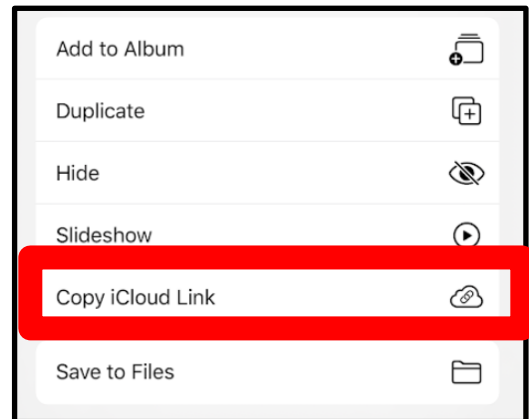 Add to Album
Duplicate
Hide
Slideshow
Copy iCloud Link
Save to Files